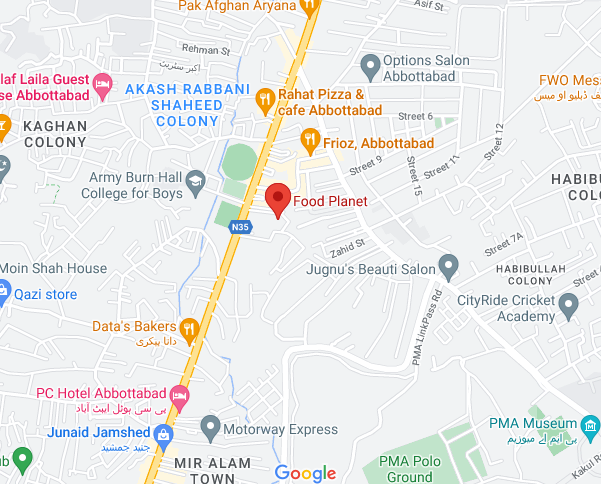 Pak Afghan Aryana
Asif St
Rehman St
اکبر سٹریٹ
Options Salon
Abbottabad
laf Laila Guest
se Abbottabad
AKASH RABBANI
SHAHEED
COLONY
Rahat Pizza &
cafe Abbottabad
FWO Mess
ف ڈبلیو او میس
Street 6
Street 12
KAGHAN
COLONY
Frioz, Abbottabad
Street 9
Street 11
Street 15
Army Burn Hall
College for Boys
HABIBU
COLO
Food Planet
N35
Zahid St
Street 7A
Moin Shah House
Jugnu's Beauti Salon
HABIBULLAH
COLONY
Qazi store
CityRide Cricket
Academy
Data's Bakers
داتا بیکری
PMA LinkPass Rd
PC Hotel Abbottabad
پی سی ہوٹل ایبٹ آباد
Junaid Jamshed
جنید جمشید
Motorway Express
PMA Museum
پی ایم اے میوزیم
MIR ALAM
TOWN
Google
PMA Polo
Ground
Kakul R
ub